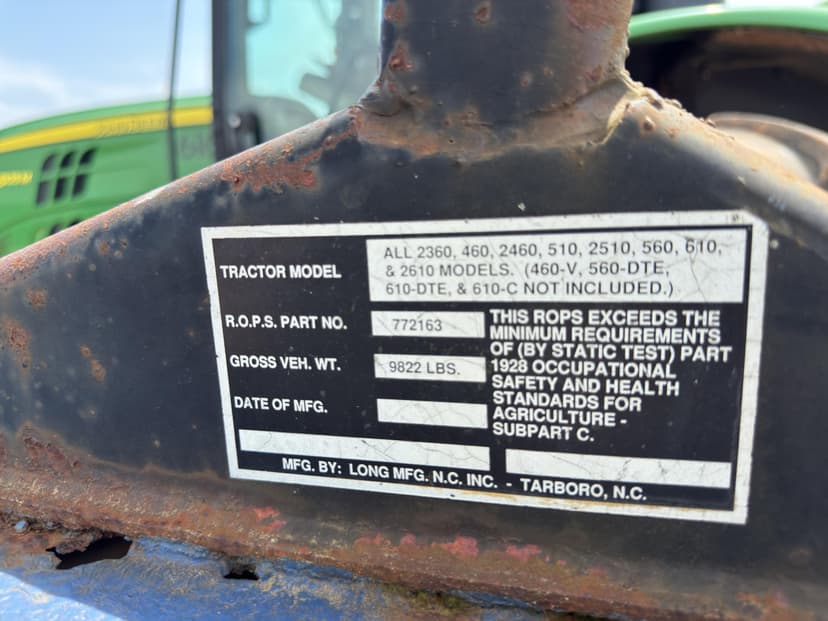 TRACTOR MODEL
ALL 2360, 460, 2460, 510, 2510, 560, 610,
& 2610 MODELS. (460-V, 560-DTE,
610-DTE, & 610-C NOT INCLUDED.)
R.O.P.S. PART NO.
772163
GROSS VEH. WT.
9822 LBS.
DATE OF MFG.
THIS ROPS EXCEEDS THE
MINIMUM REQUIREMENTS
OF (BY STATIC TEST) PART
1928 OCCUPATIONAL
SAFETY AND HEALTH
STANDARDS FOR
AGRICULTURE -
SUBPART C.
MFG. BY: LONG MFG. N.C. INC. - TARBORO, N.C.